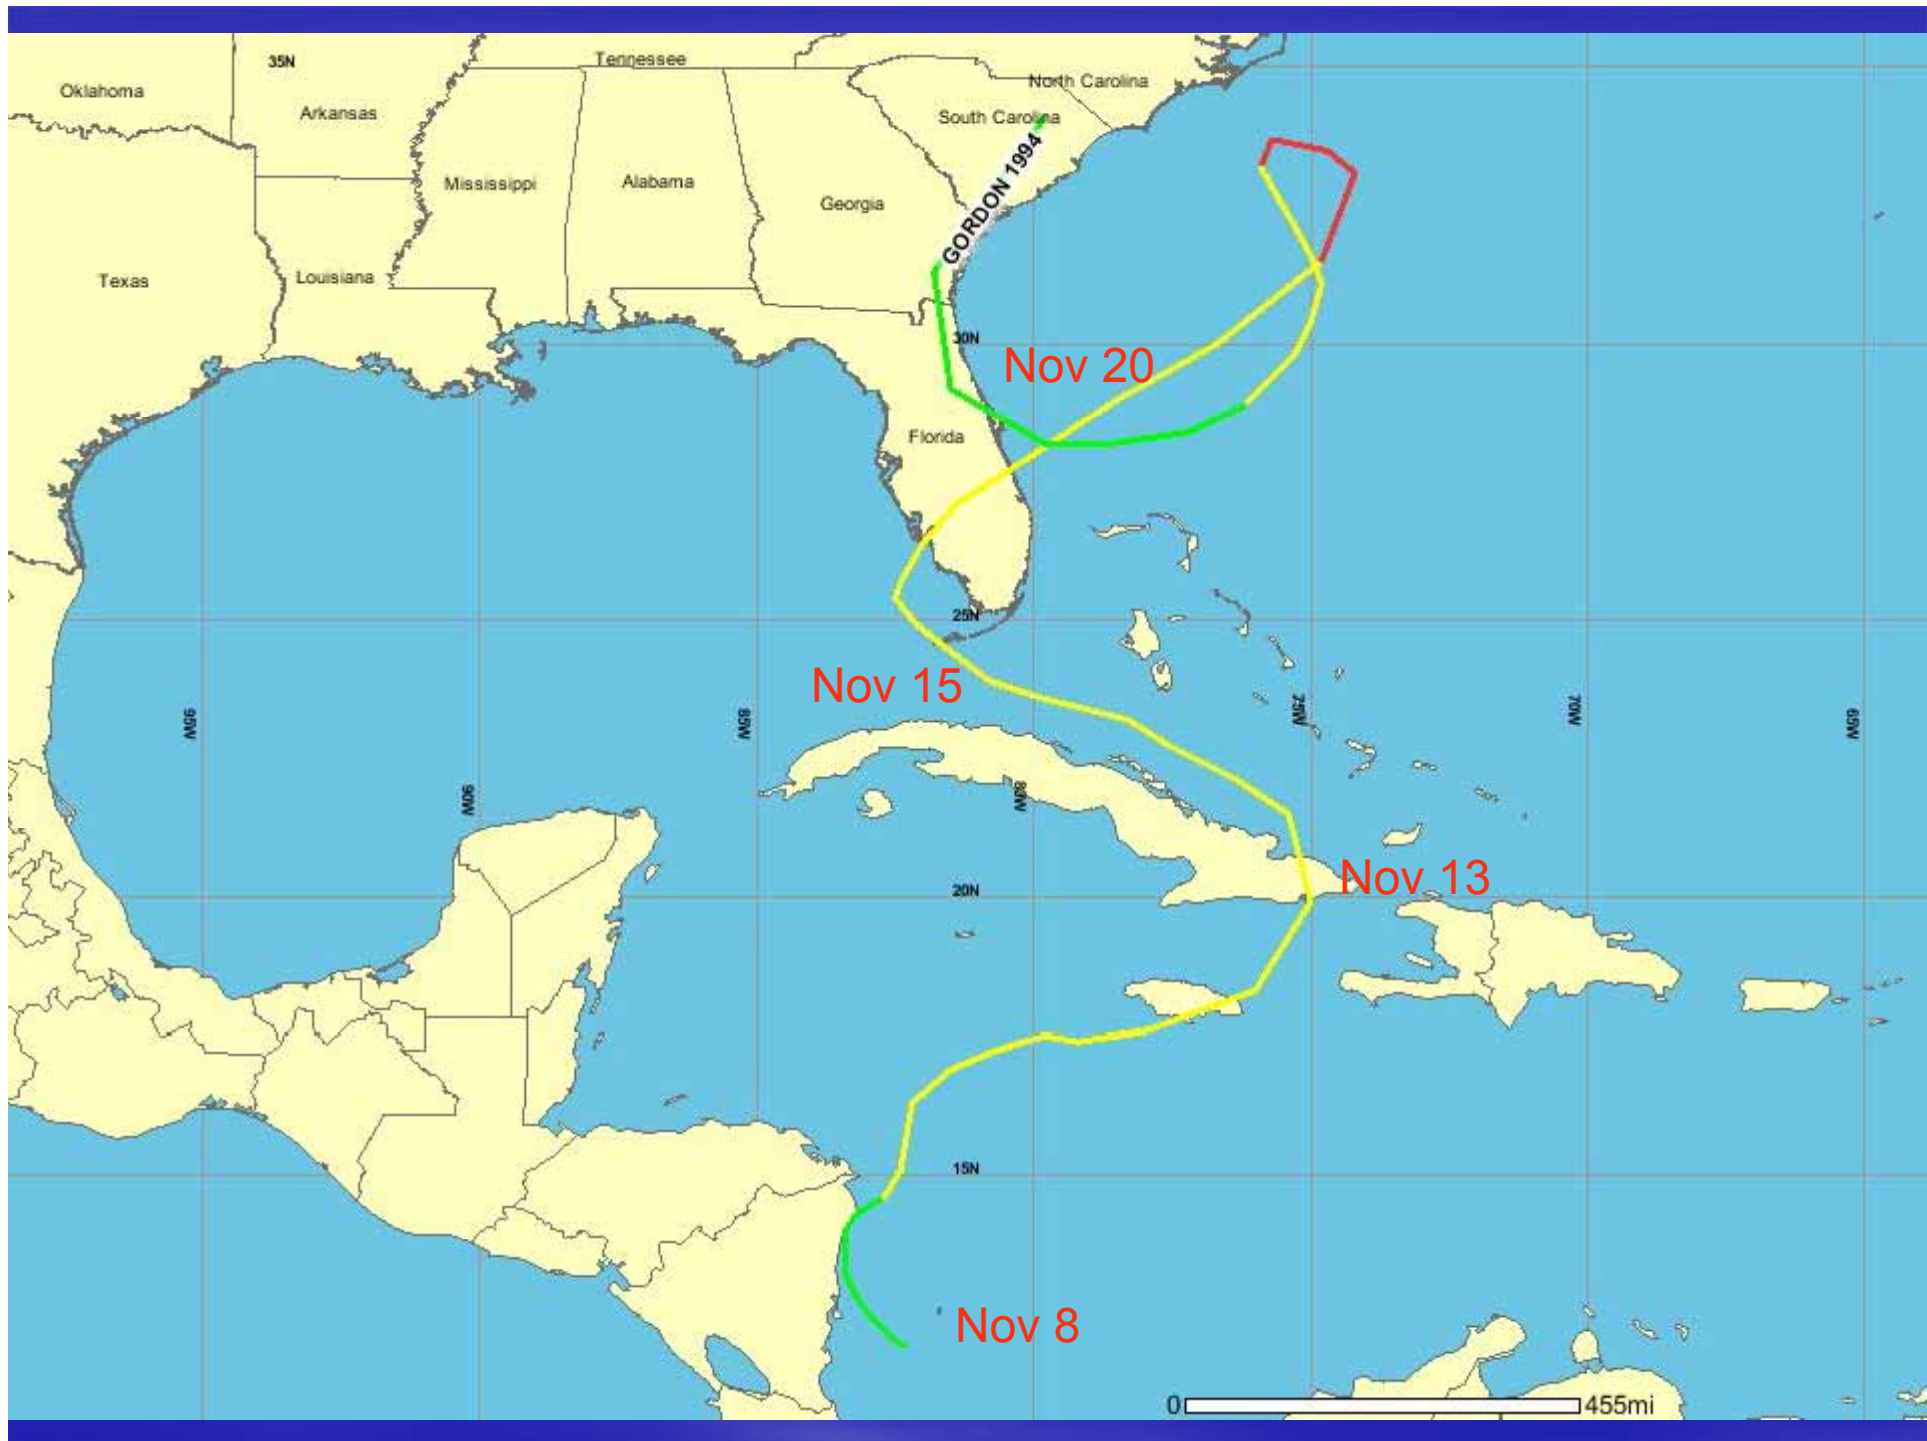 Tennessee
35N
Oklahoma
North Carolina
Arkansas
South Carolina
GORDON 1994
Mississippi
Alabama
Georgia
Texas
Louisiana
30N
Nov 20
Florida
25N
Nov 15
95W
85W
75W
70W
65W
90W
80W
Nov 13
20N
15N
Nov 8
0
455mi